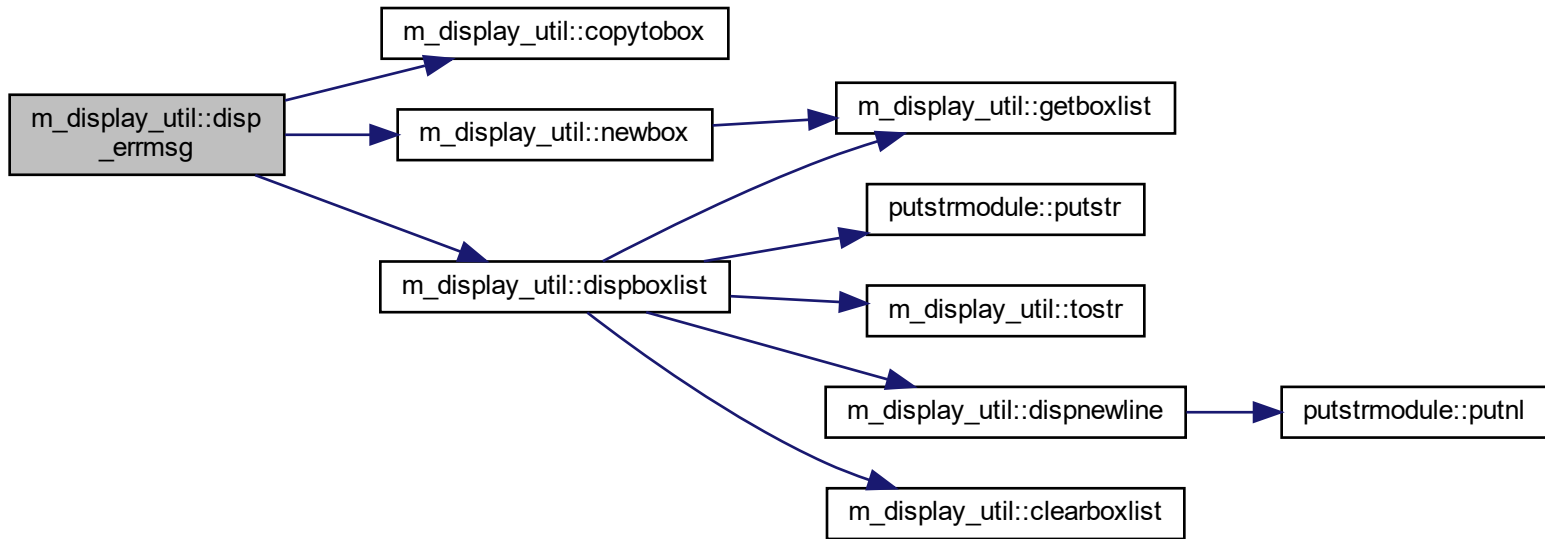 m_display_util::disp
_errmsg
m_display_util::copytobox
m_display_util::newbox
m_display_util::dispboxlist
m_display_util::getboxlist
putstrmodule::putstr
m_display_util::tostr
m_display_util::dispnewline
m_display_util::clearboxlist
putstrmodule::putnl